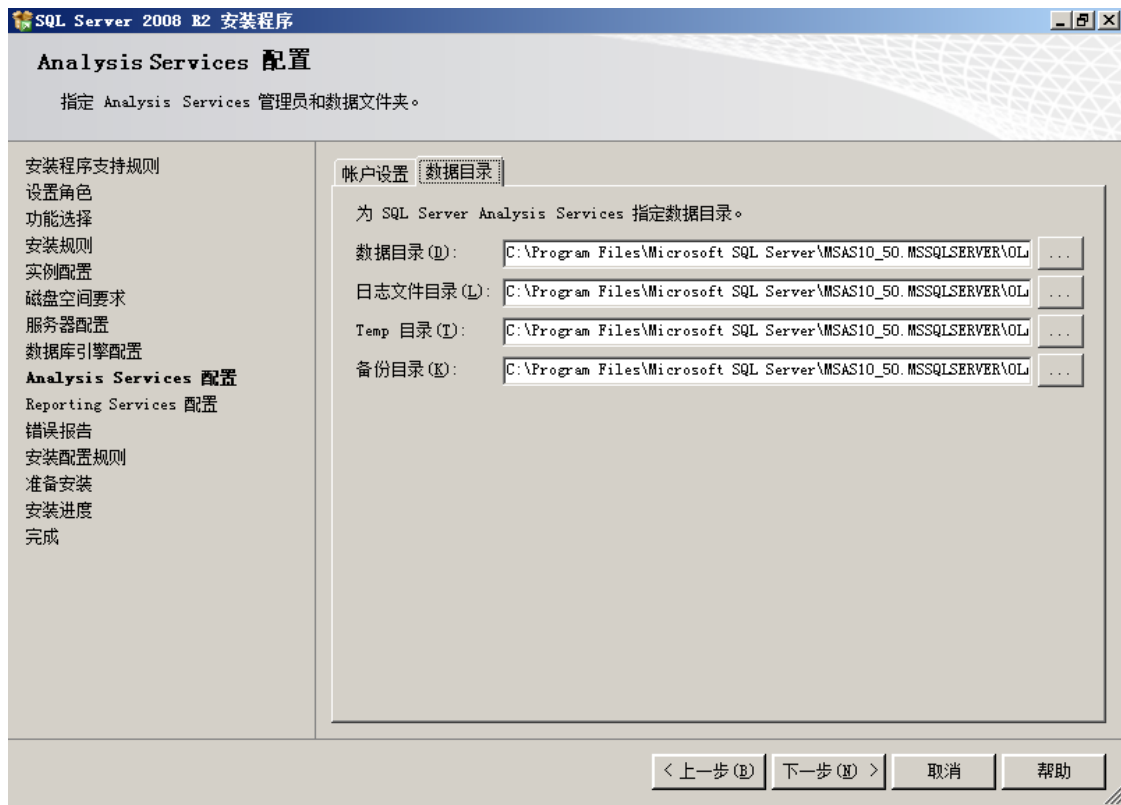 SQL Server 2008 R2 安装程序
Analysis Services 配置
指定 Analysis Services 管理员和数据文件夹。
安装程序支持规则
设置角色
功能选择
安装规则
实例配置
磁盘空间要求
服务器配置
数据库引擎配置
Analysis Services 配置
Reporting Services 配置
错误报告
安装配置规则
准备安装
安装进度
完成
帐户设置 数据目录
为 SQL Server Analysis Services 指定数据目录。
数据目录(D): C:\Program Files\Microsoft SQL Server\MSAS10_50.MSSQLSERVER\OL ...
日志文件目录(L): C:\Program Files\Microsoft SQL Server\MSAS10_50.MSSQLSERVER\OL ...
Temp 目录(T): C:\Program Files\Microsoft SQL Server\MSAS10_50.MSSQLSERVER\OL ...
备份目录(K): C:\Program Files\Microsoft SQL Server\MSAS10_50.MSSQLSERVER\OL ...
< 上一步(B) 下一步(N) > 取消 帮助